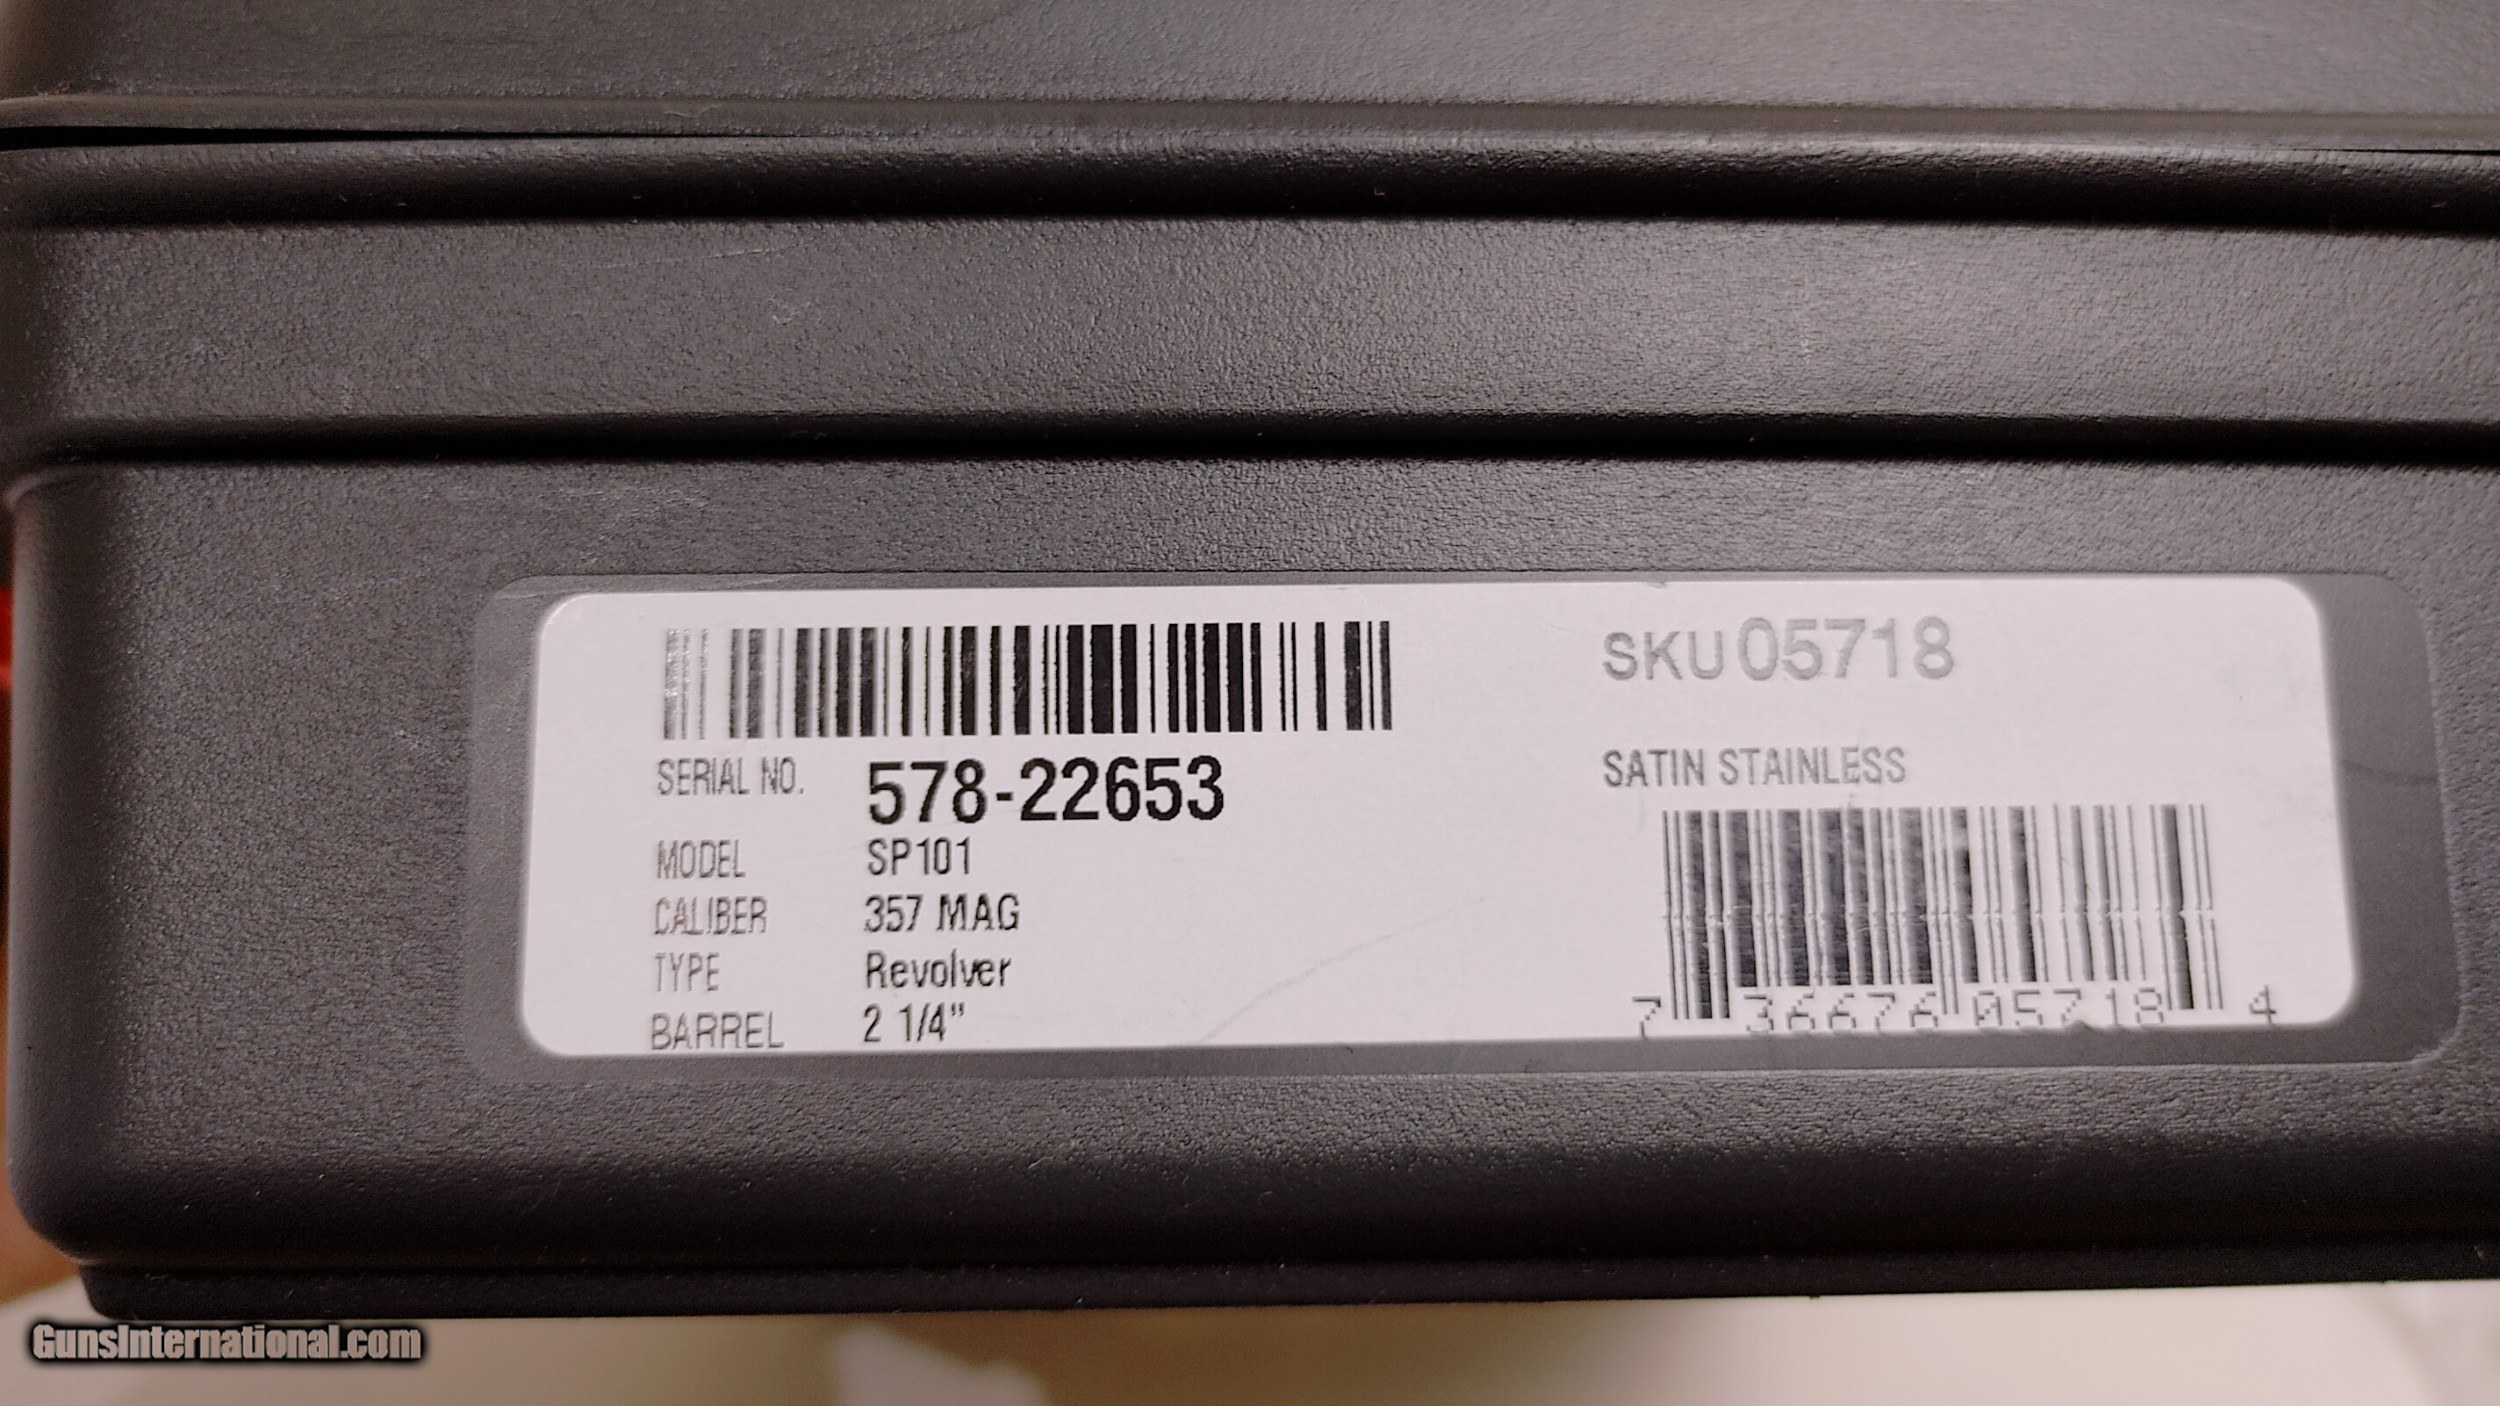 SERIAL NO. 578-22653
MODEL SP101
CALIBER 357 MAG
TYPE Revolver
BARREL 2 1/4"
SKU 05718
SATIN STAINLESS
7 36676 05718 4
GunsInternational.com